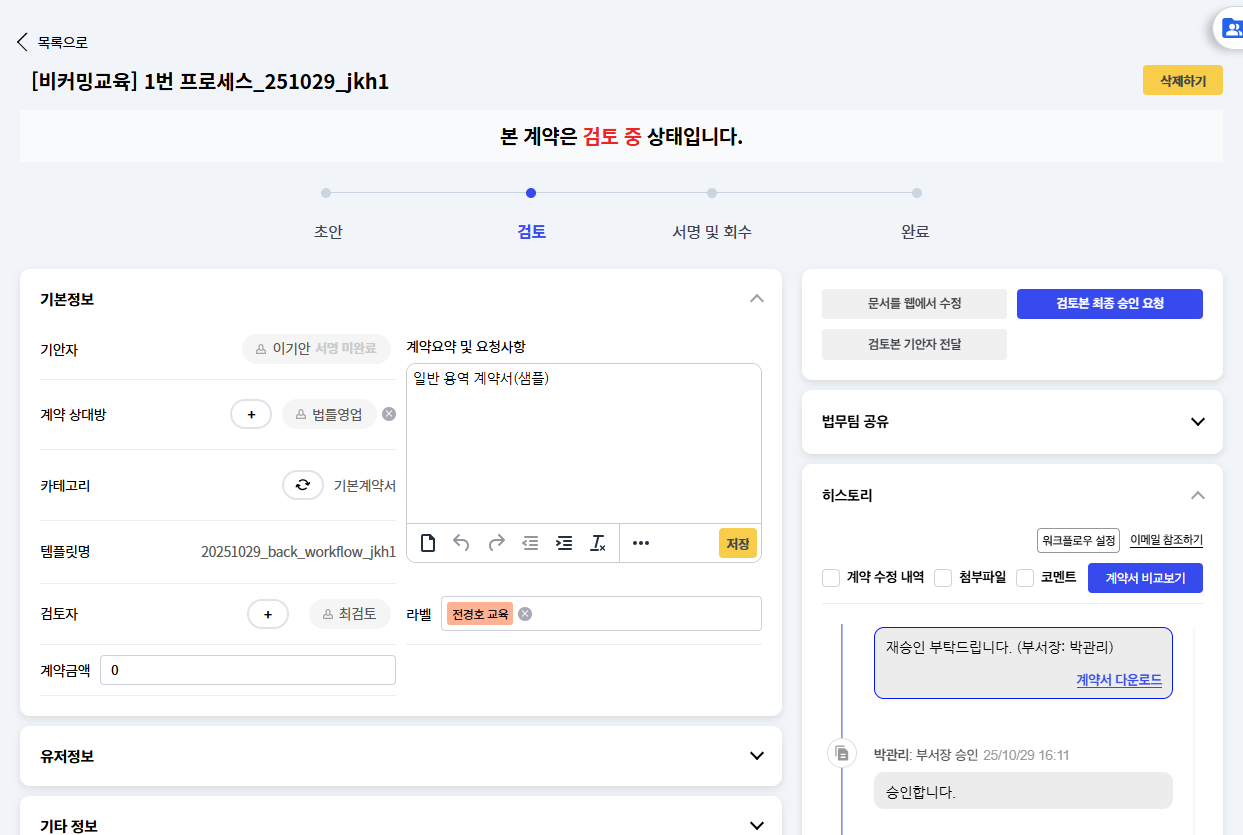 목록으로
[비커밍교육] 1번 프로세스_251029_jkh1
삭제하기
본 계약은 검토 중 상태입니다.
초안
검토
서명 및 회수
완료
기본정보
기안자
이기안 서명 미완료
계약 상대방
+
법틀영업
카테고리
기본계약서
템플릿명
20251029_back_workflow_jkh1
검토자
+
최검토
계약금액
0
계약요약 및 요청사항
일반 용역 계약서(샘플)
저장
라벨
전경호 교육
유저정보
기타 정보
문서를 웹에서 수정
검토본 최종 승인 요청
검토본 기안자 전달
법무팀 공유
히스토리
워크플로우 설정
이메일 참조하기
계약 수정 내역
첨부파일
코멘트
계약서 비교보기
재승인 부탁드립니다. (부서장: 박관리)
계약서 다운로드
박관리: 부서장 승인 25/10/29 16:11
승인합니다.